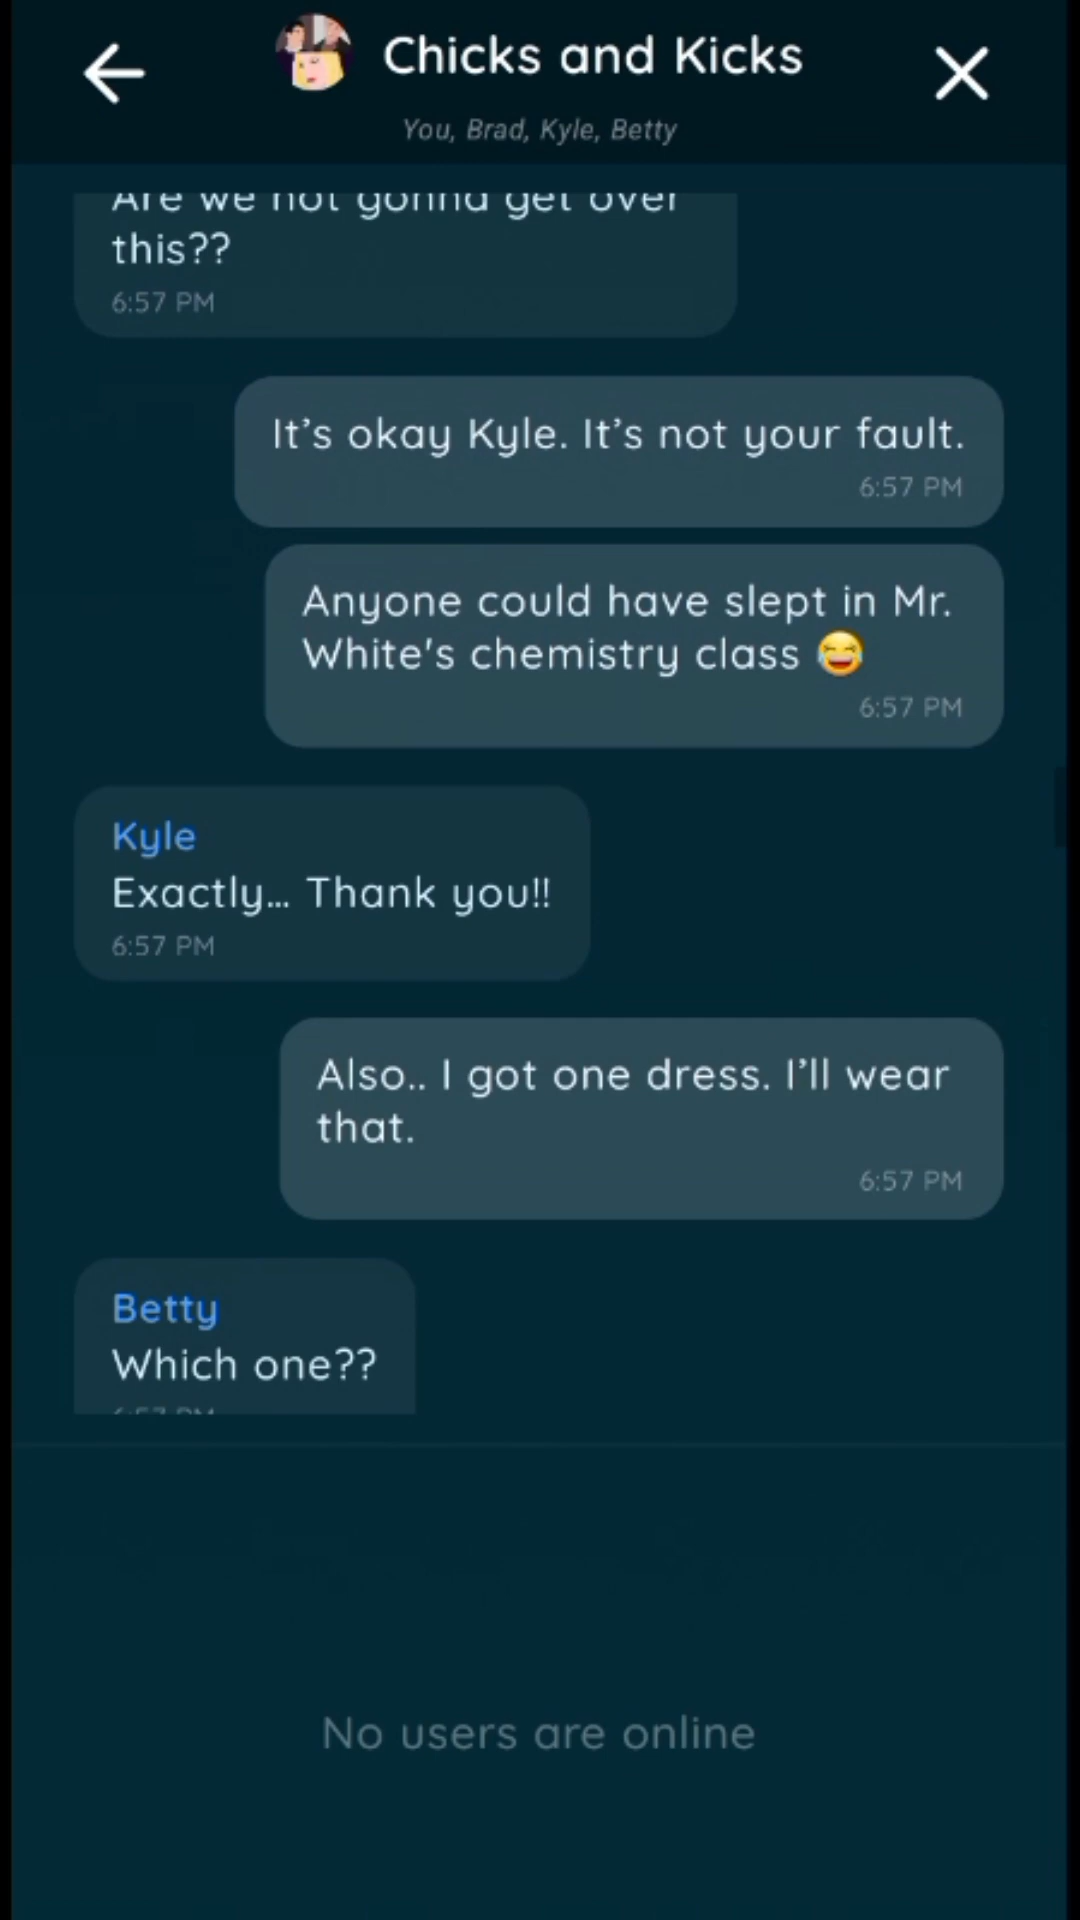 Chicks and Kicks
You, Brad, Kyle, Betty
Are we not gonna get over
this??
6:57 PM
It’s okay Kyle. It’s not your fault.
6:57 PM
Anyone could have slept in Mr.
White's chemistry class 😂
6:57 PM
Kyle
Exactly... Thank you!!
6:57 PM
Also.. I got one dress. I’ll wear
that.
6:57 PM
Betty
Which one??
6:57 PM
No users are online